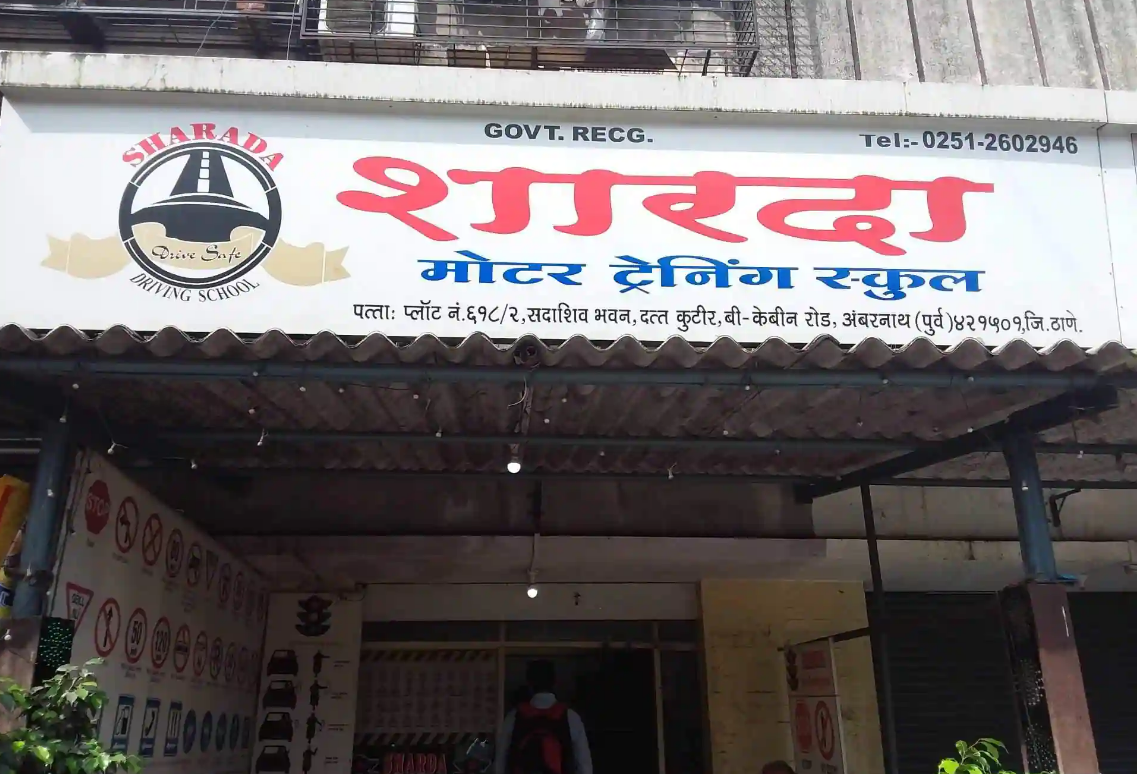 GOVT. RECG.
Tel:- 0251-2602946
SHARADA
Drive Safe
DRIVING SCHOOL
शारदा
मोटर ट्रेनिंग स्कुल
पत्ता: प्लॉट नं.६१८/२,सदाशिव भवन,दत्त कुटीर,बी-केबीन रोड, अंबरनाथ (पुर्व)४२१५०१,जि.ठाणे.
STOP
50
120
SHARDA